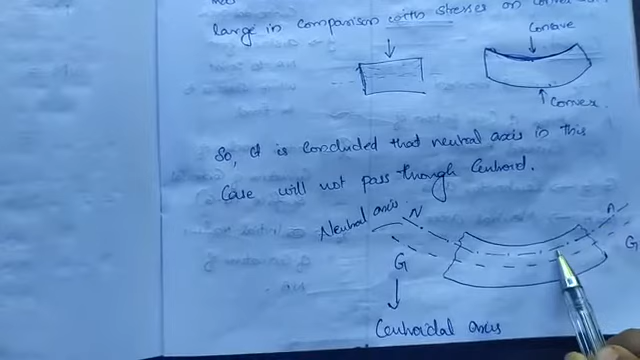 large in comparison with stresses on
Concave
Convex.
So, it is concluded that neutral axis in this
Case will not pass through Centroid.
Neutral axis N A
G G
Centroidal axis